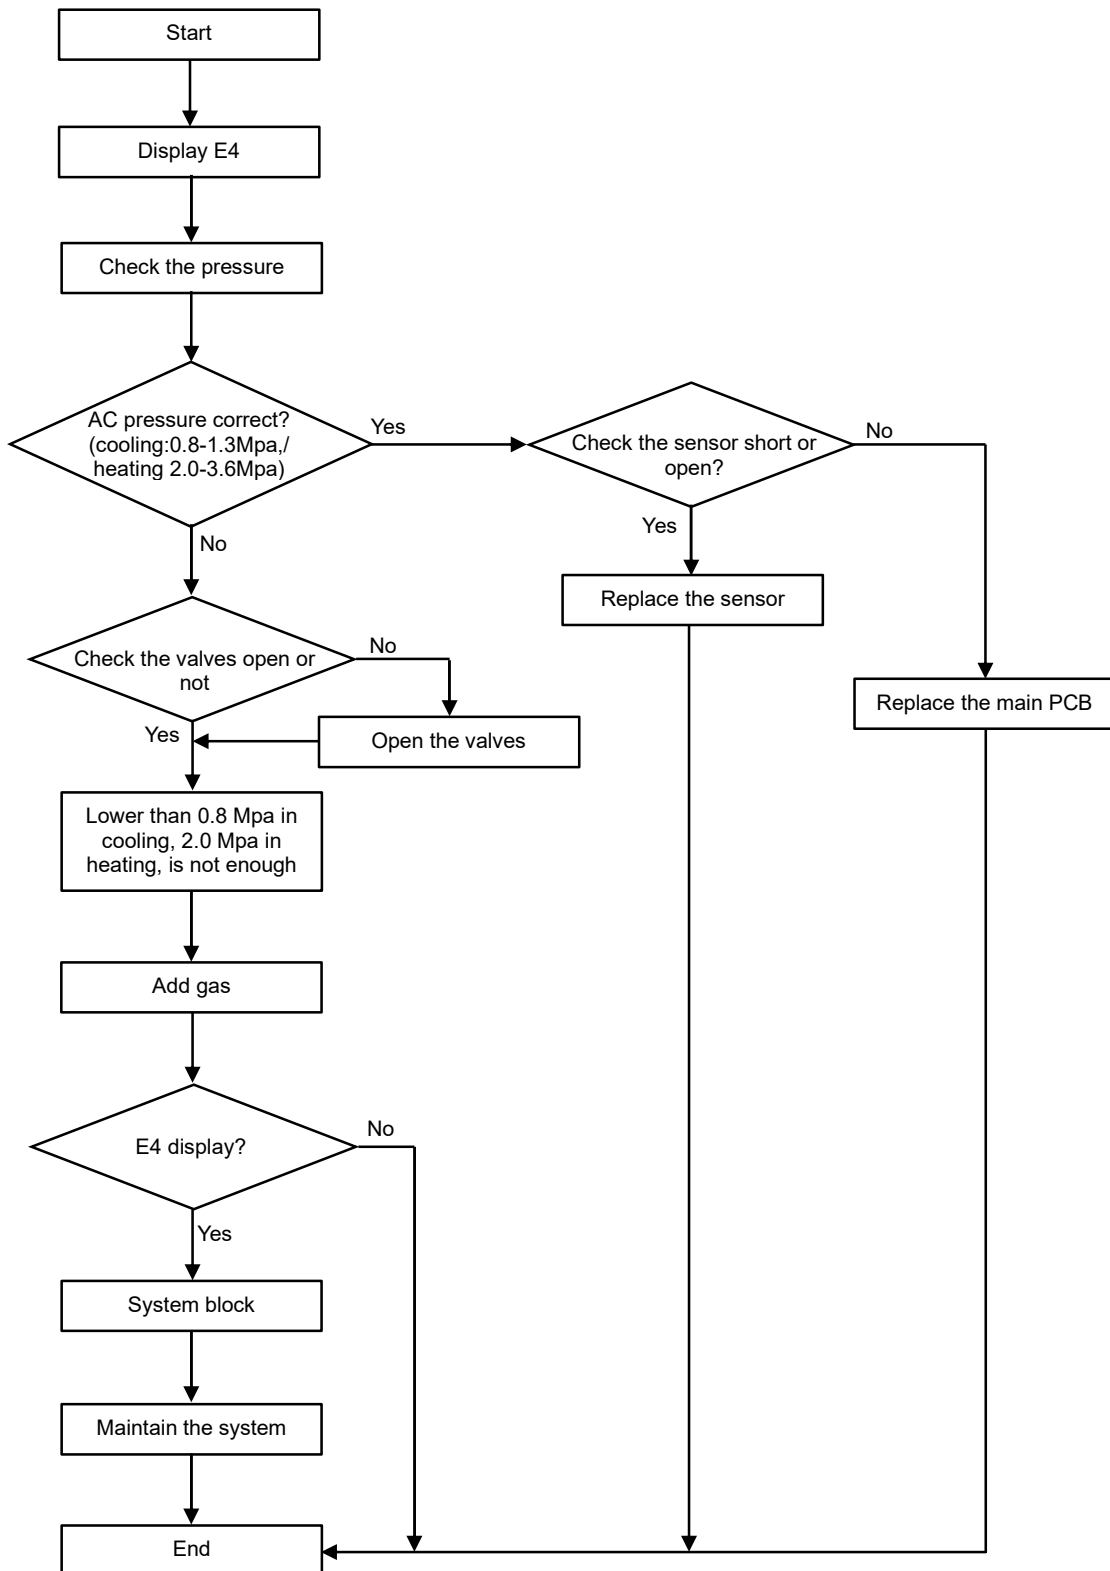 Start
Display E4
Check the pressure
AC pressure correct?
(cooling:0.8-1.3Mpa,/
heating 2.0-3.6Mpa)
Yes
No
Check the sensor short or
open?
No
Yes
Replace the sensor
Replace the main PCB
Check the valves open or
not
No
Yes
Open the valves
Lower than 0.8 Mpa in
cooling, 2.0 Mpa in
heating, is not enough
Add gas
E4 display?
No
Yes
System block
Maintain the system
End